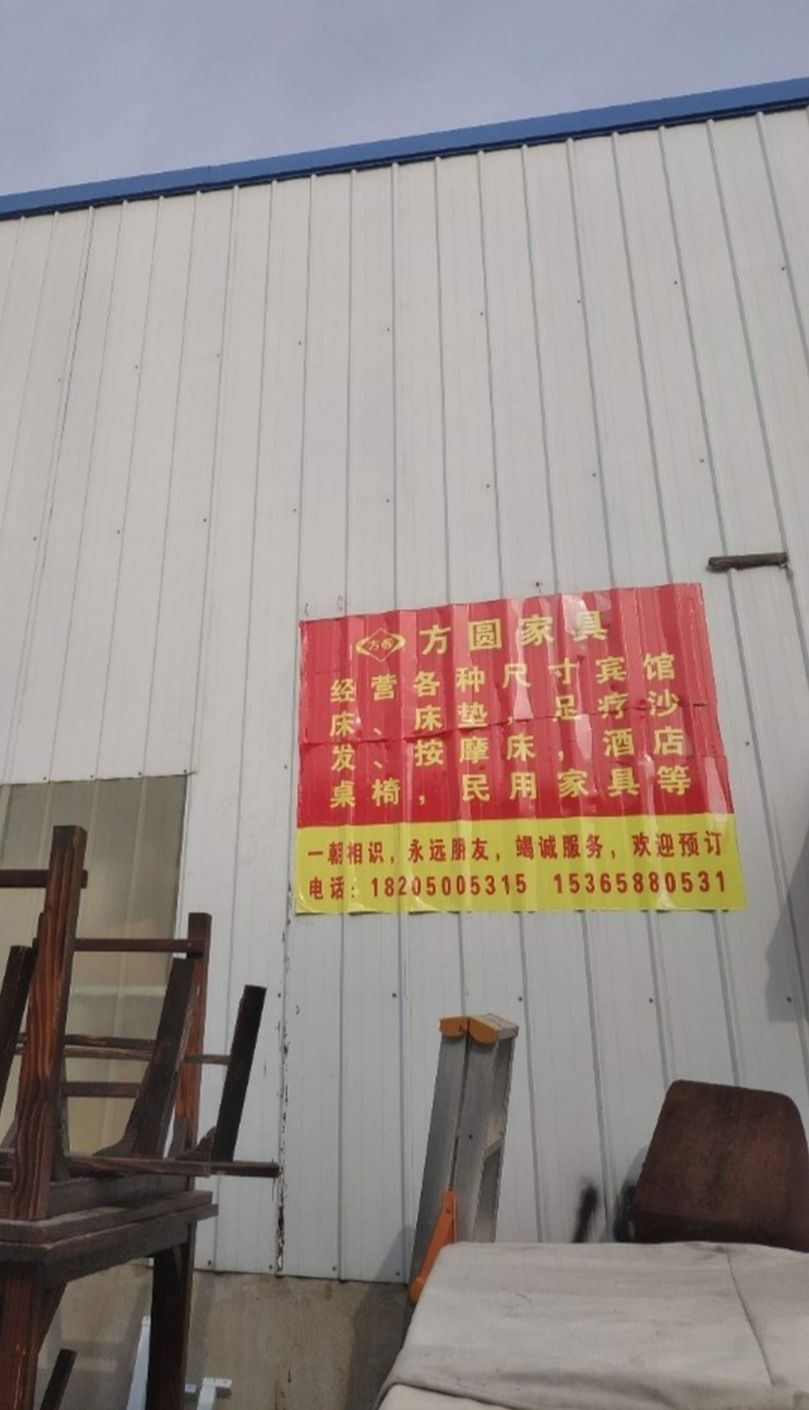 方圆 方圆家具
经营各种尺寸宾馆
床、床垫，足疗沙
发、按摩床，酒店
桌椅，民用家具等
一朝相识，永远朋友，竭诚服务，欢迎预订
电话：18205005315 15365880531